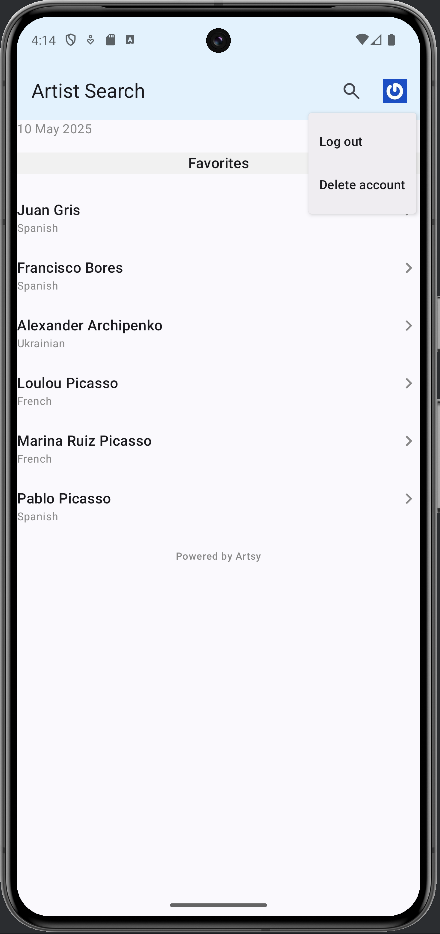 4:14
Artist Search
10 May 2025
Log out
Favorites
Delete account
Juan Gris
Spanish
Francisco Bores
Spanish
Alexander Archipenko
Ukrainian
Loulou Picasso
French
Marina Ruiz Picasso
French
Pablo Picasso
Spanish
Powered by Artsy